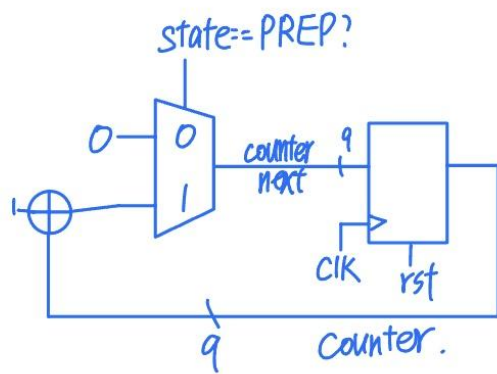 state==PREP?
0
0
1
1
counter
next
9
CLK
rst
9
counter.